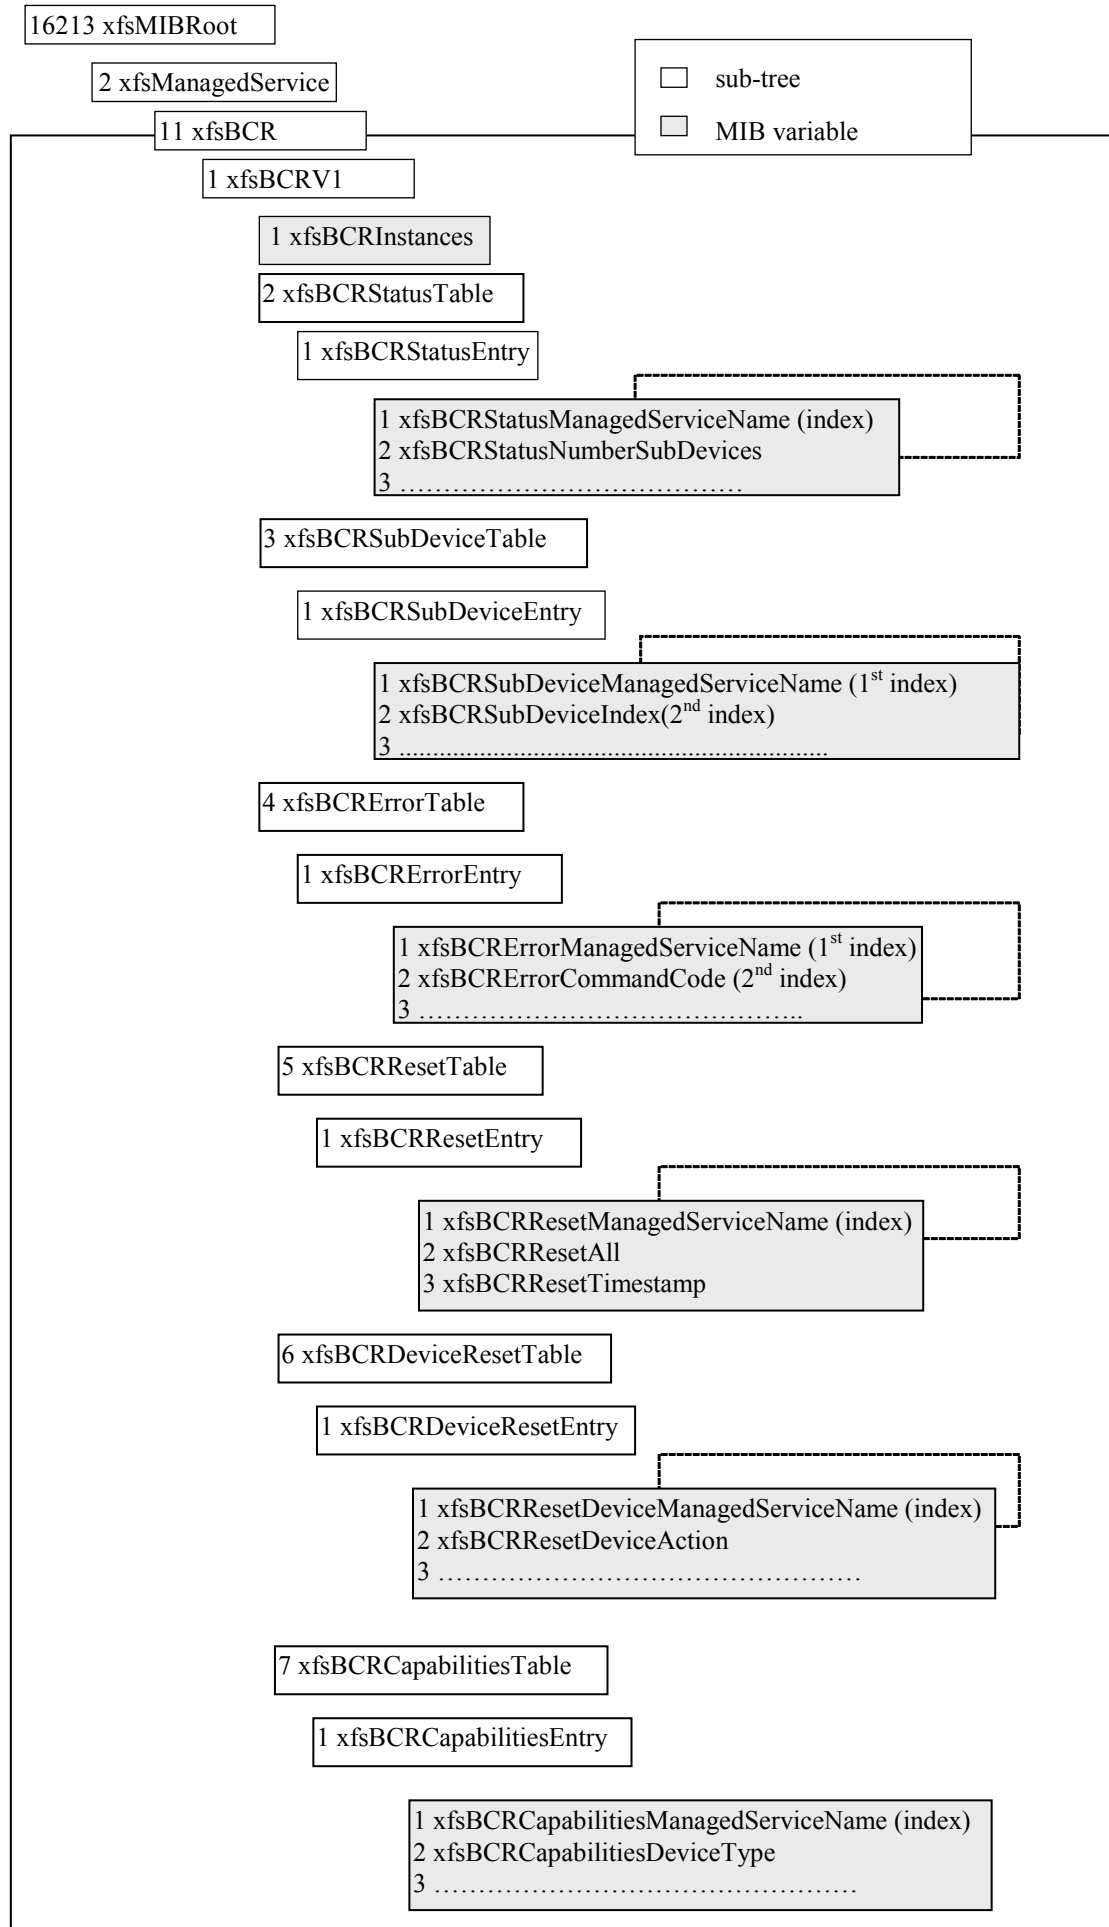 16213 xfsMIBRoot
2 xfsManagedService
sub-tree
MIB variable
11 xfsBCR
1 xfsBCRV1
1 xfsBCRInstances
2 xfsBCRStatusTable
1 xfsBCRStatusEntry
1 xfsBCRStatusManagedServiceName (index)
2 xfsBCRStatusNumberSubDevices
3 …………………………………
3 xfsBCRSubDeviceTable
1 xfsBCRSubDeviceEntry
1 xfsBCRSubDeviceManagedServiceName (1st index)
2 xfsBCRSubDeviceIndex(2nd index)
3 ................................................................
4 xfsBCRErrorTable
1 xfsBCRErrorEntry
1 xfsBCRErrorManagedServiceName (1st index)
2 xfsBCRErrorCommandCode (2nd index)
3 ……………………………………..
5 xfsBCRResetTable
1 xfsBCRResetEntry
1 xfsBCRResetManagedServiceName (index)
2 xfsBCRResetAll
3 xfsBCRResetTimestamp
6 xfsBCRDeviceResetTable
1 xfsBCRDeviceResetEntry
1 xfsBCRResetDeviceManagedServiceName (index)
2 xfsBCRResetDeviceAction
3 …………………………………………
7 xfsBCRCapabilitiesTable
1 xfsBCRCapabilitiesEntry
1 xfsBCRCapabilitiesManagedServiceName (index)
2 xfsBCRCapabilitiesDeviceType
3 …………………………………………